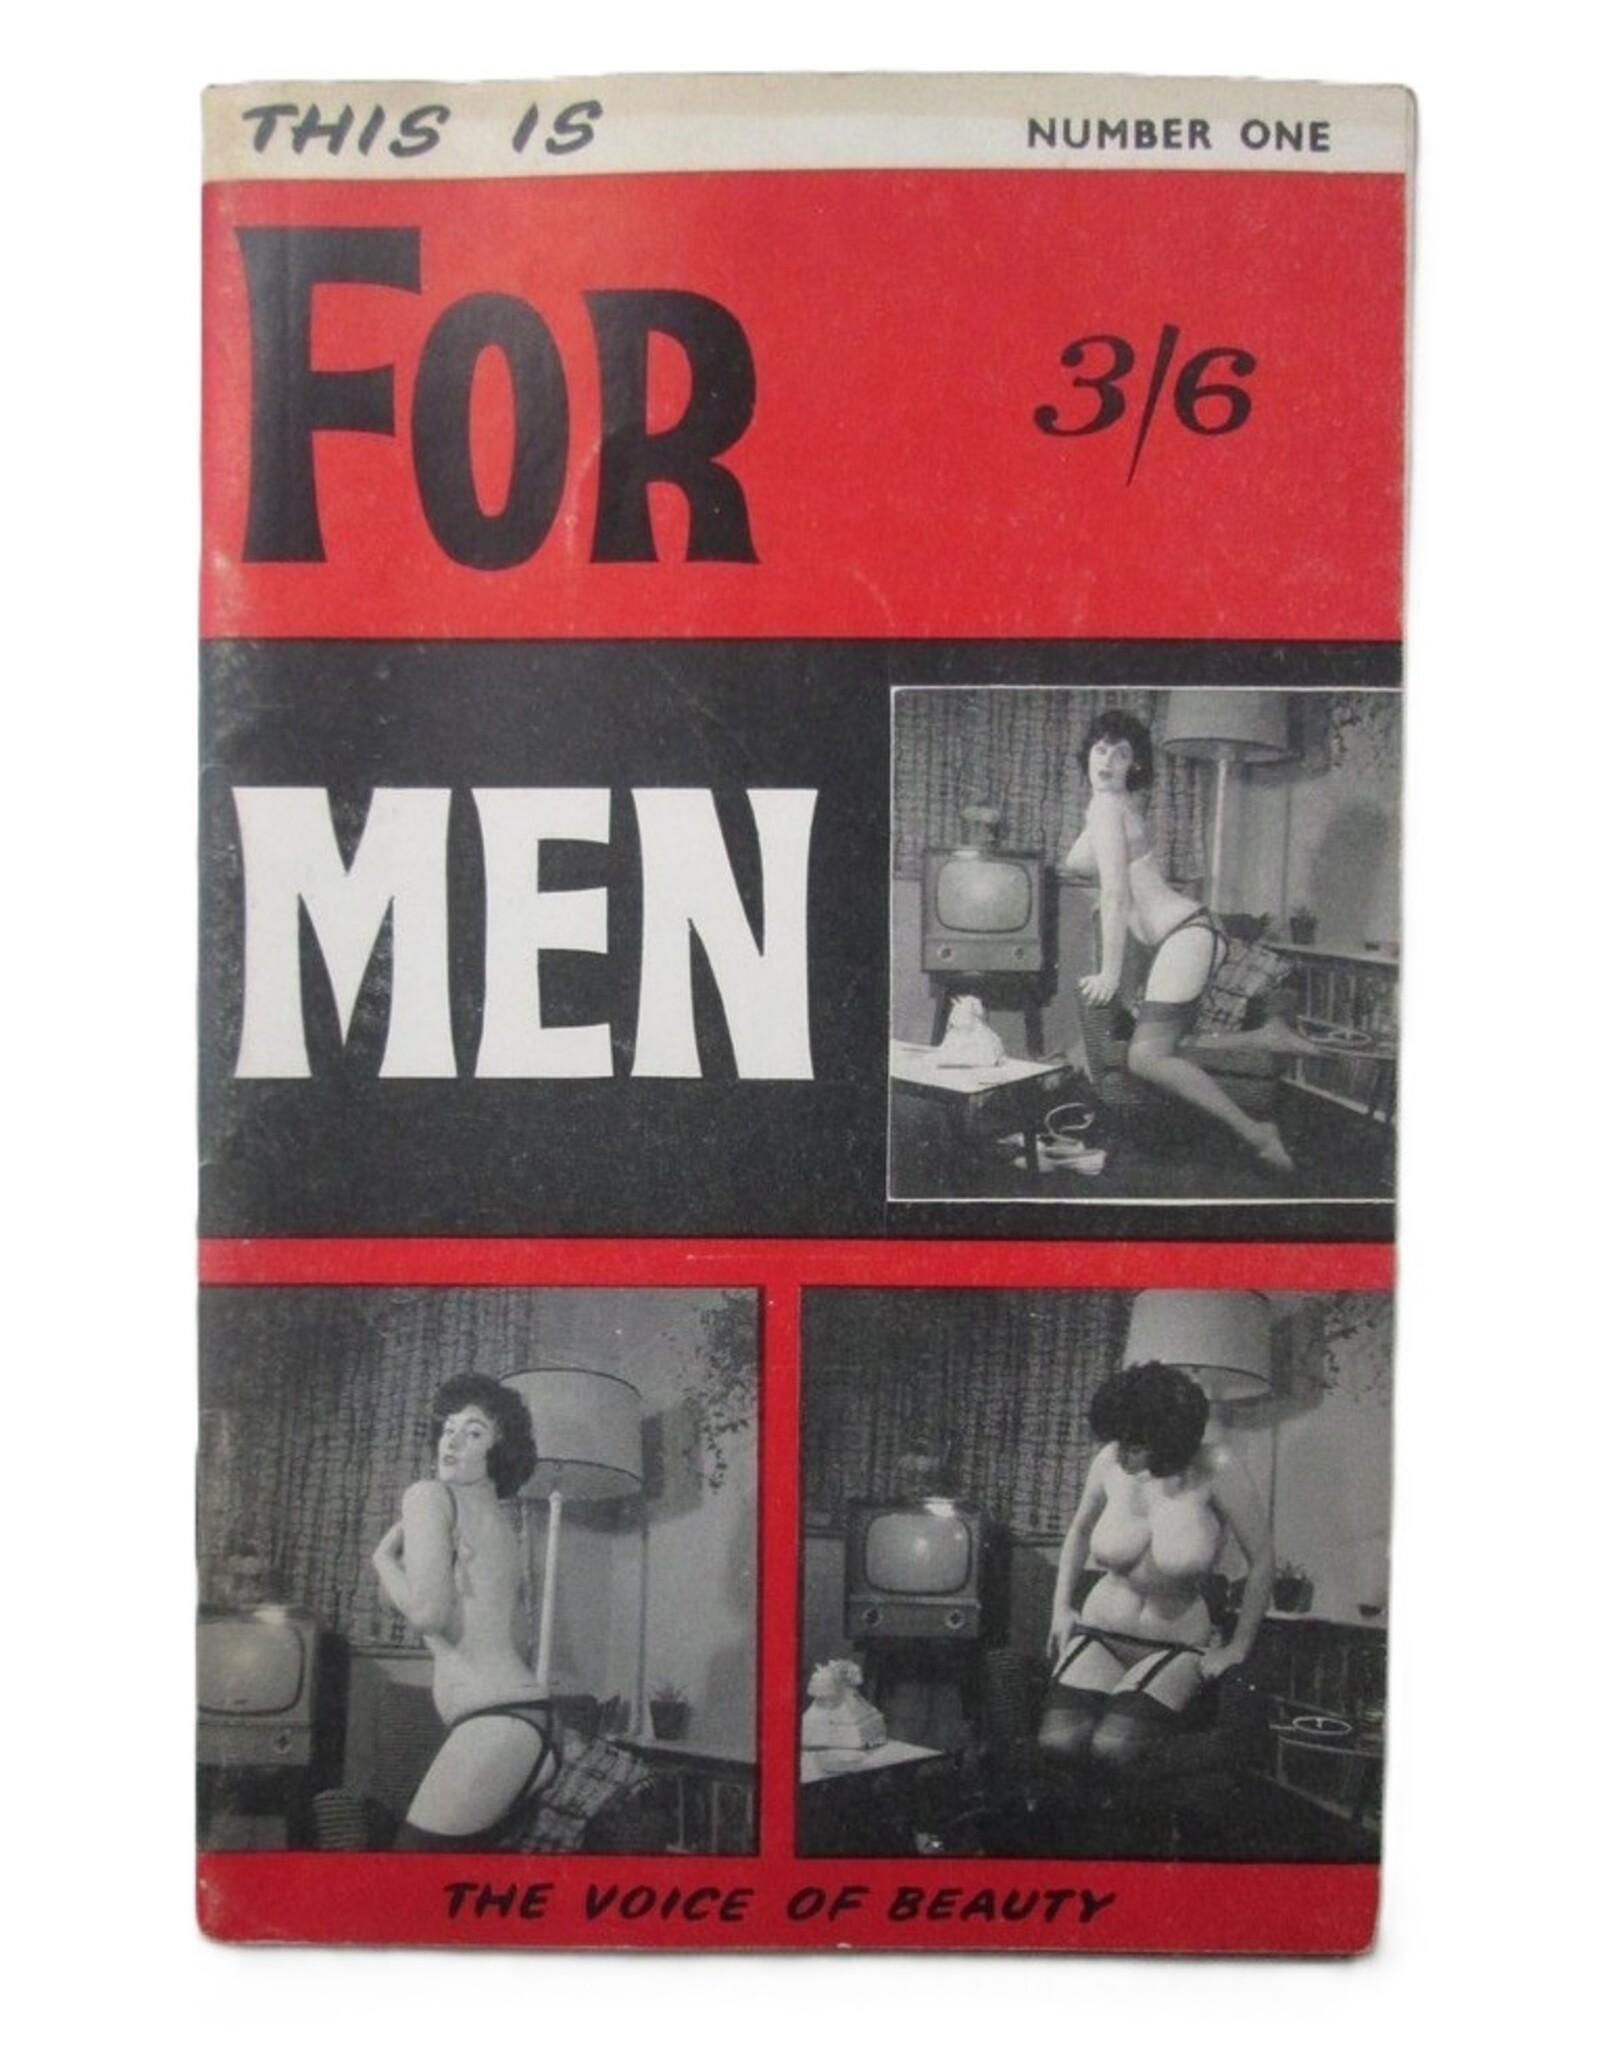 THIS IS NUMBER ONE
FOR
3/6
MEN
THE VOICE OF BEAUTY